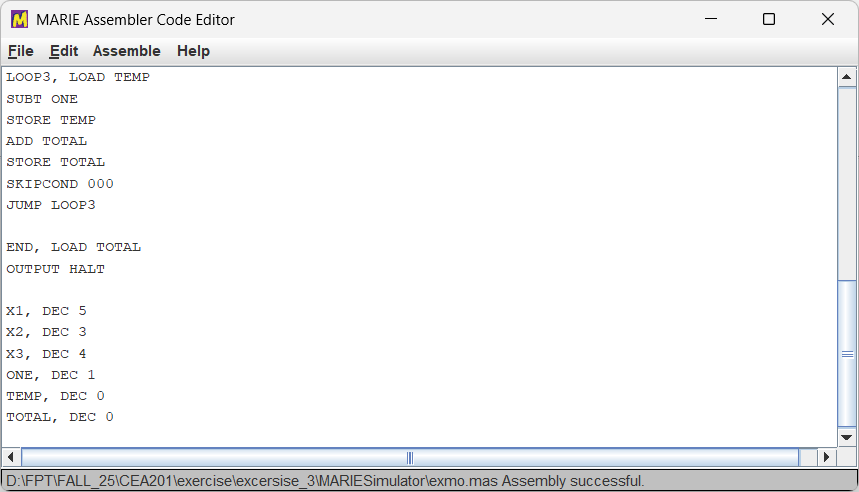 MARIE Assembler Code Editor
File Edit Assemble Help
LOOP3, LOAD TEMP
SUBT ONE
STORE TEMP
ADD TOTAL
STORE TOTAL
SKIPCOND 000
JUMP LOOP3
END, LOAD TOTAL
OUTPUT HALT
X1, DEC 5
X2, DEC 3
X3, DEC 4
ONE, DEC 1
TEMP, DEC 0
TOTAL, DEC 0
D:\FPT\FALL_25\CEA201\exercise\excersise_3\MARIESimulator\exmo.mas Assembly successful.